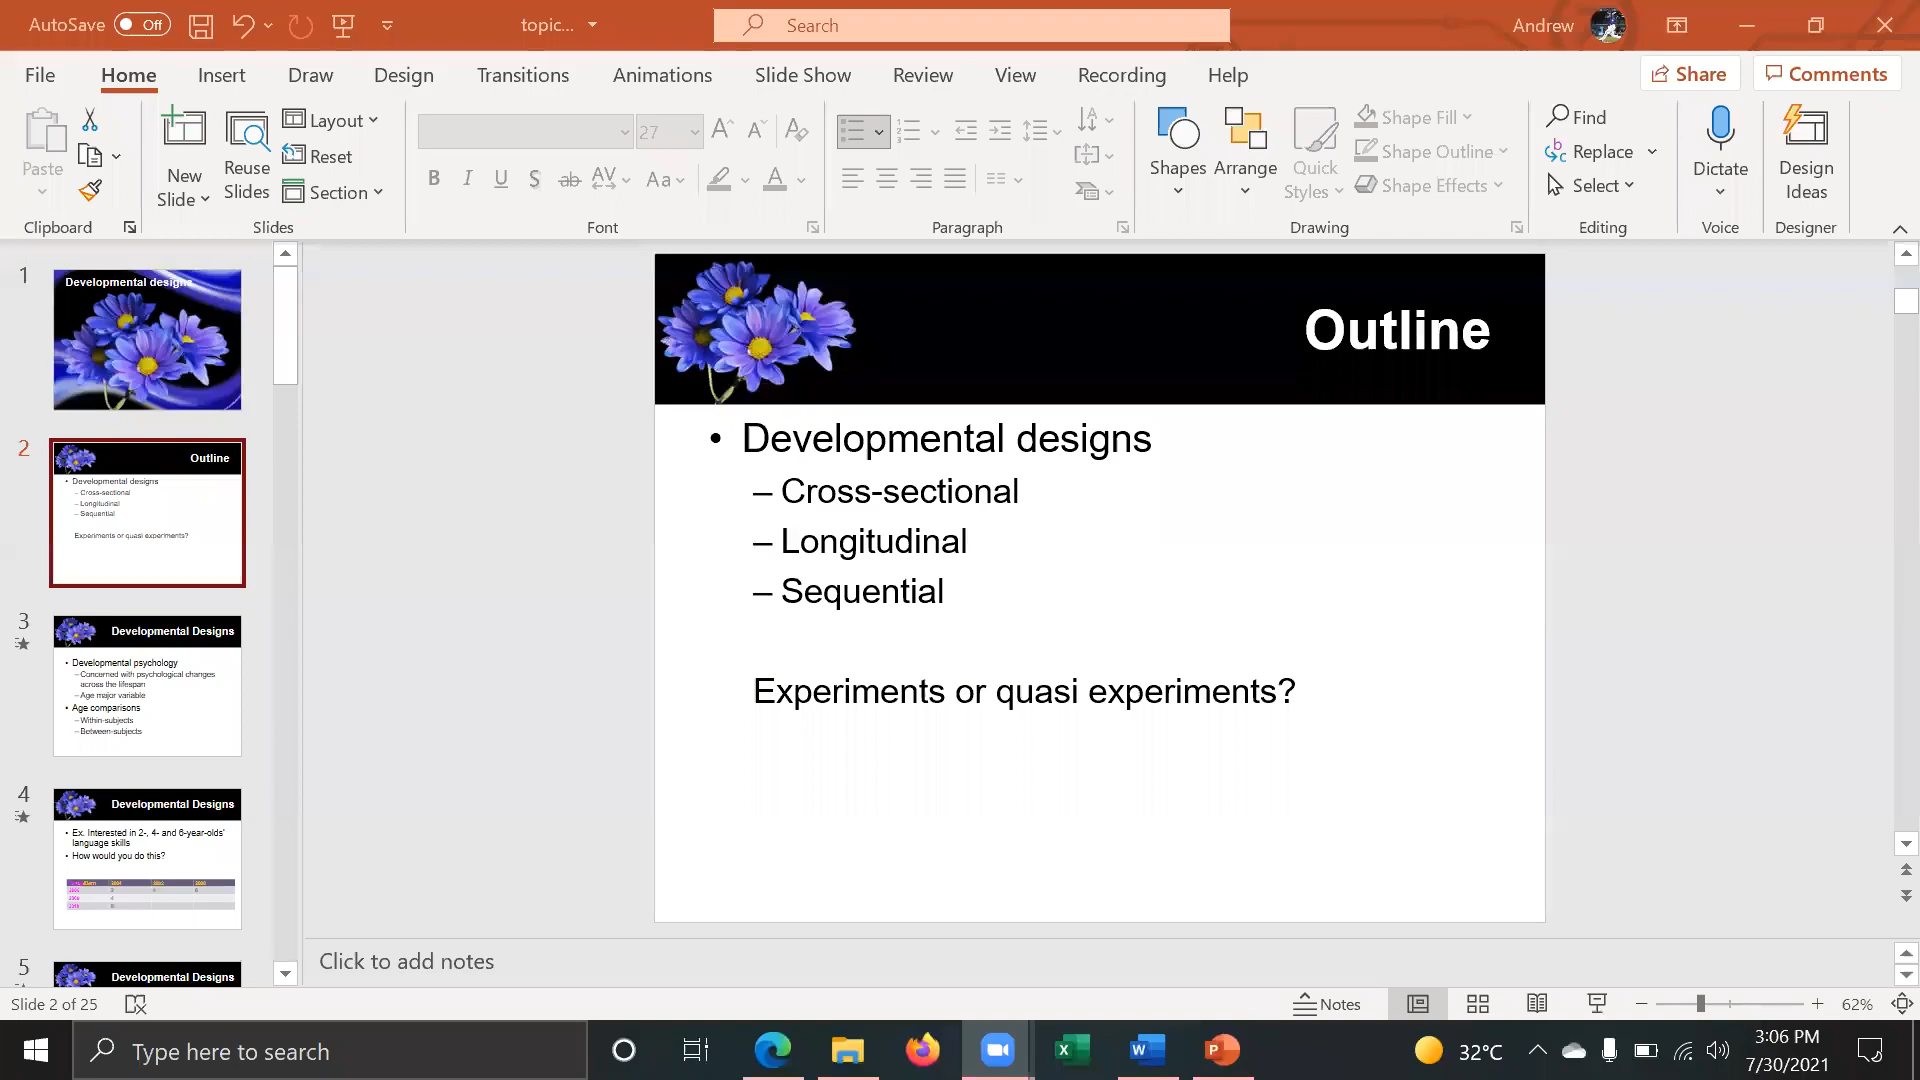 AutoSave Off
topic...
Search
Andrew
File Home Insert Draw Design Transitions Animations Slide Show Review View Recording Help
Share Comments
Paste
New Slide
Reuse Slides
Layout
Reset
Section
27
B I U S ab AV Aa A
Shapes Arrange Quick Styles
Shape Fill
Shape Outline
Shape Effects
Find
Replace
Select
Dictate
Design Ideas
Clipboard Slides Font Paragraph Drawing Editing Voice Designer
1
Developmental designs
2
Outline
• Developmental designs
– Cross-sectional
– Longitudinal
– Sequential
Experiments or quasi experiments?
3
Developmental Designs
• Developmental psychology
– Concerned with psychological changes
across the lifespan
– Age major variable
• Age comparisons
– Within-subjects
– Between-subjects
4
Developmental Designs
• Ex. Interested in 2-, 4- and 6-year-olds'
language skills
• How would you do this?
5
Developmental Designs
Outline
• Developmental designs
– Cross-sectional
– Longitudinal
– Sequential
Experiments or quasi experiments?
Click to add notes
Slide 2 of 25
Notes
62%
Type here to search
32°C
3:06 PM
7/30/2021